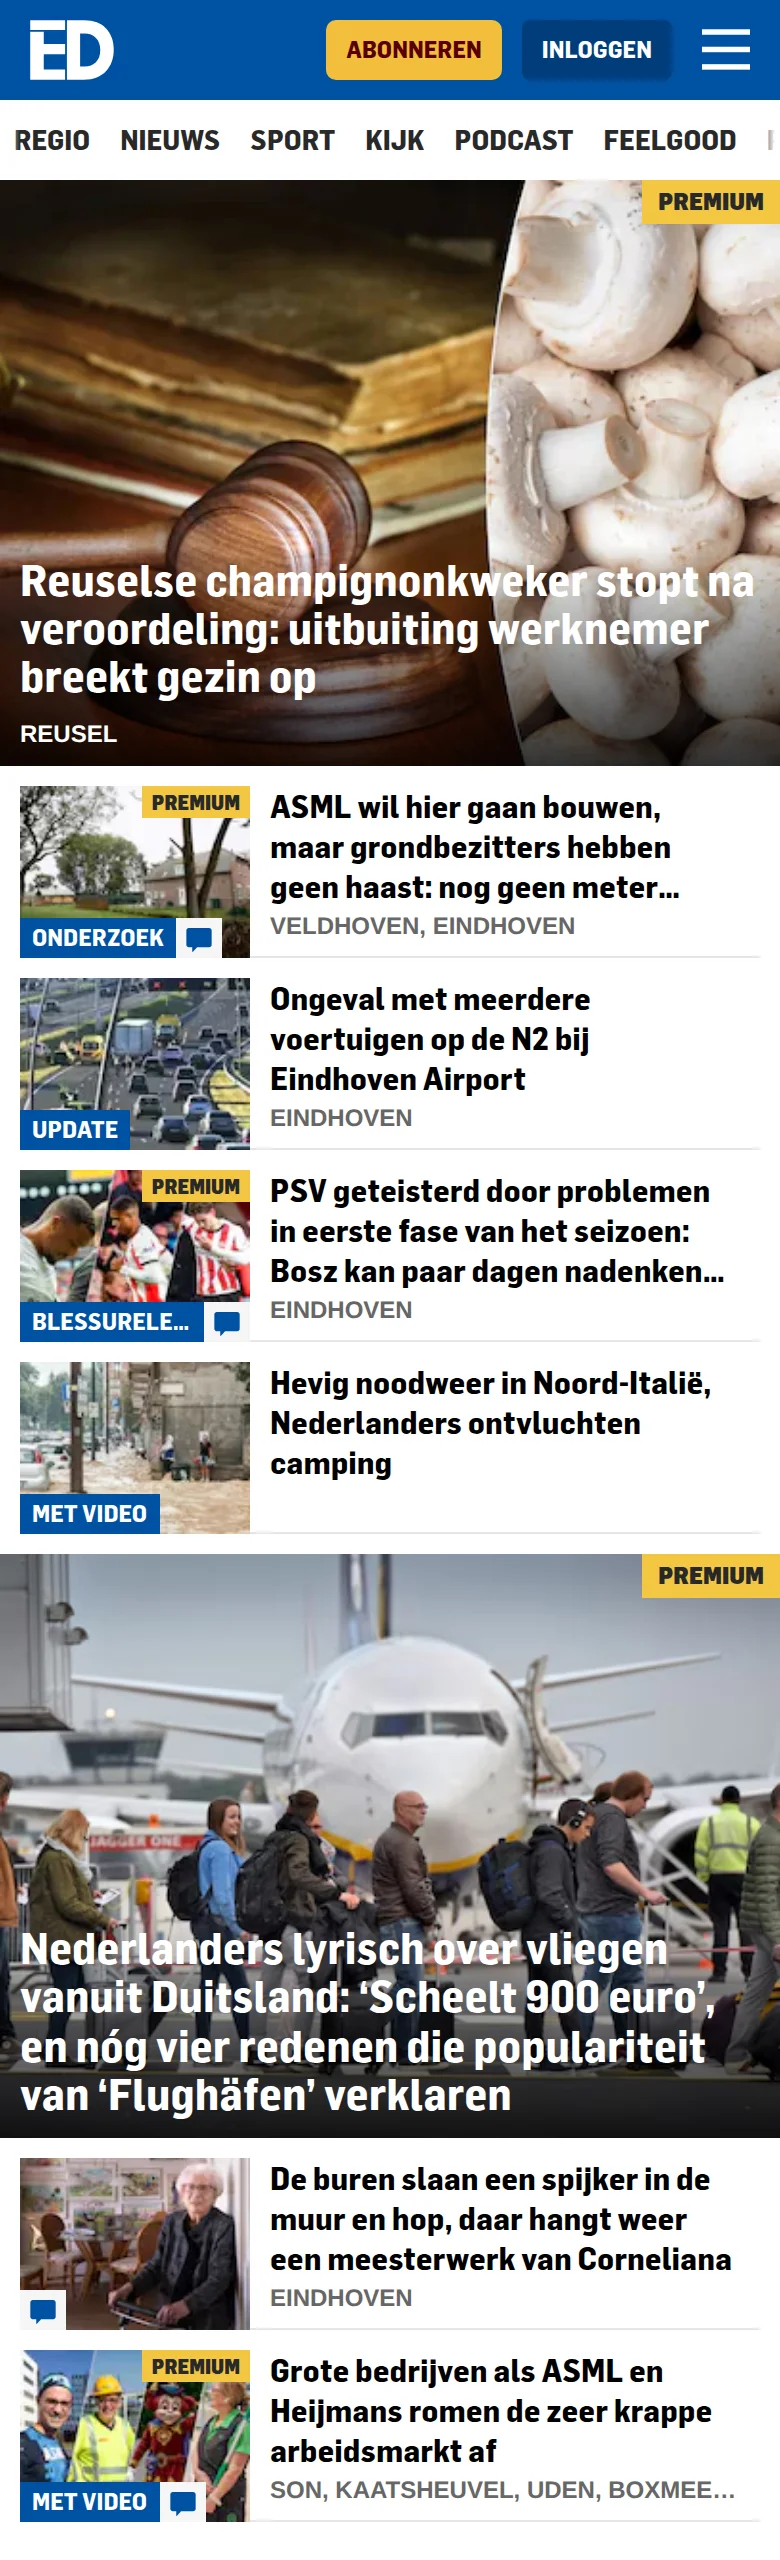 ED
ABONNEREN
INLOGGEN
REGIO NIEUWS SPORT KIJK PODCAST FEELGOOD
PREMIUM
Reuselse champignonkweker stopt na
veroordeling: uitbuiting werknemer
breekt gezin op
REUSEL
PREMIUM
ONDERZOEK
ASML wil hier gaan bouwen,
maar grondbezitters hebben
geen haast: nog geen meter...
VELDHOVEN, EINDHOVEN
UPDATE
Ongeval met meerdere
voertuigen op de N2 bij
Eindhoven Airport
EINDHOVEN
PREMIUM
BLESSURELE...
PSV geteisterd door problemen
in eerste fase van het seizoen:
Bosz kan paar dagen nadenken...
EINDHOVEN
MET VIDEO
Hevig noodweer in Noord-Italië,
Nederlanders ontvluchten
camping
PREMIUM
JAGGER ONE
Nederlanders lyrisch over vliegen
vanuit Duitsland: ‘Scheelt 900 euro’,
en nóg vier redenen die populariteit
van ‘Flughäfen’ verklaren
De buren slaan een spijker in de
muur en hop, daar hangt weer
een meesterwerk van Corneliana
EINDHOVEN
PREMIUM
MET VIDEO
Grote bedrijven als ASML en
Heijmans romen de zeer krappe
arbeidsmarkt af
SON, KAATSHEUVEL, UDEN, BOXMEE...